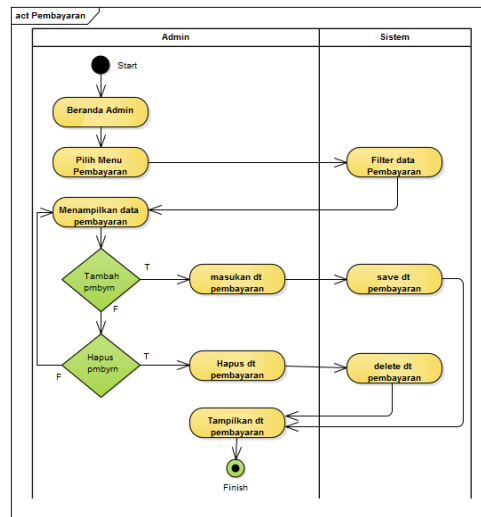 act Pembayaran
Admin
Sistem
Start
Beranda Admin
Pilih Menu
Pembayaran
Filter data
Pembayaran
Menampilkan data
pembayaran
Tambah
pmbyrn
T
masukan dt
pembayaran
save dt
pembayaran
F
Hapus
pmbyrn
T
F
Hapus dt
pembayaran
delete dt
pembayaran
Tampilkan dt
pembayaran
Finish